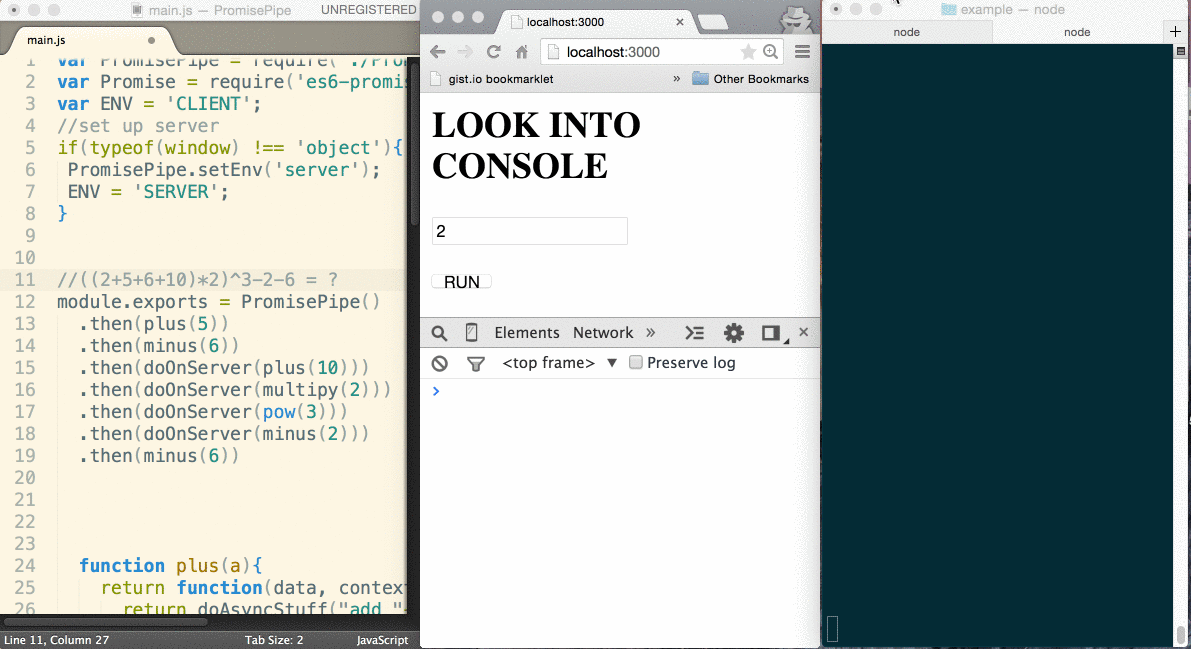 main.js — PromisePipe
UNREGISTERED
main.js
1 var PromisePipe = require('./Pro
2 var Promise = require('es6-promis
3 var ENV = 'CLIENT';
4 //set up server
5 if(typeof(window) !== 'object'){
6 PromisePipe.setEnv('server');
7 ENV = 'SERVER';
8 }
9
10
11 //((2+5+6+10)*2)^3-2-6 = ?
12 module.exports = PromisePipe()
13 .then(plus(5))
14 .then(minus(6))
15 .then(doOnServer(plus(10)))
16 .then(doOnServer(multipy(2)))
17 .then(doOnServer(pow(3)))
18 .then(doOnServer(minus(2)))
19 .then(minus(6))
20
21
22
23
24 function plus(a){
25 return function(data, context
26 return doAsyncStuff("add "
Line 11, Column 27
Tab Size: 2
JavaScript
localhost:3000
localhost:3000
gist.io bookmarklet
» Other Bookmarks
LOOK INTO
CONSOLE
2
RUN
Elements Network »
<top frame> ▼ Preserve log
>
example — node
node
node
+